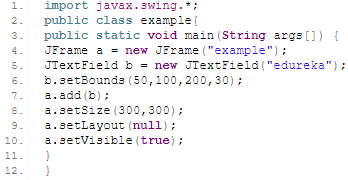 1. import javax.swing.*;
2. public class example{
3. public static void main(String args[]) {
4. JFrame a = new JFrame("example");
5. JTextField b = new JTextField("edureka");
6. b.setBounds(50,100,200,30);
7. a.add(b);
8. a.setSize(300,300);
9. a.setLayout(null);
10. a.setVisible(true);
11. }
12. }